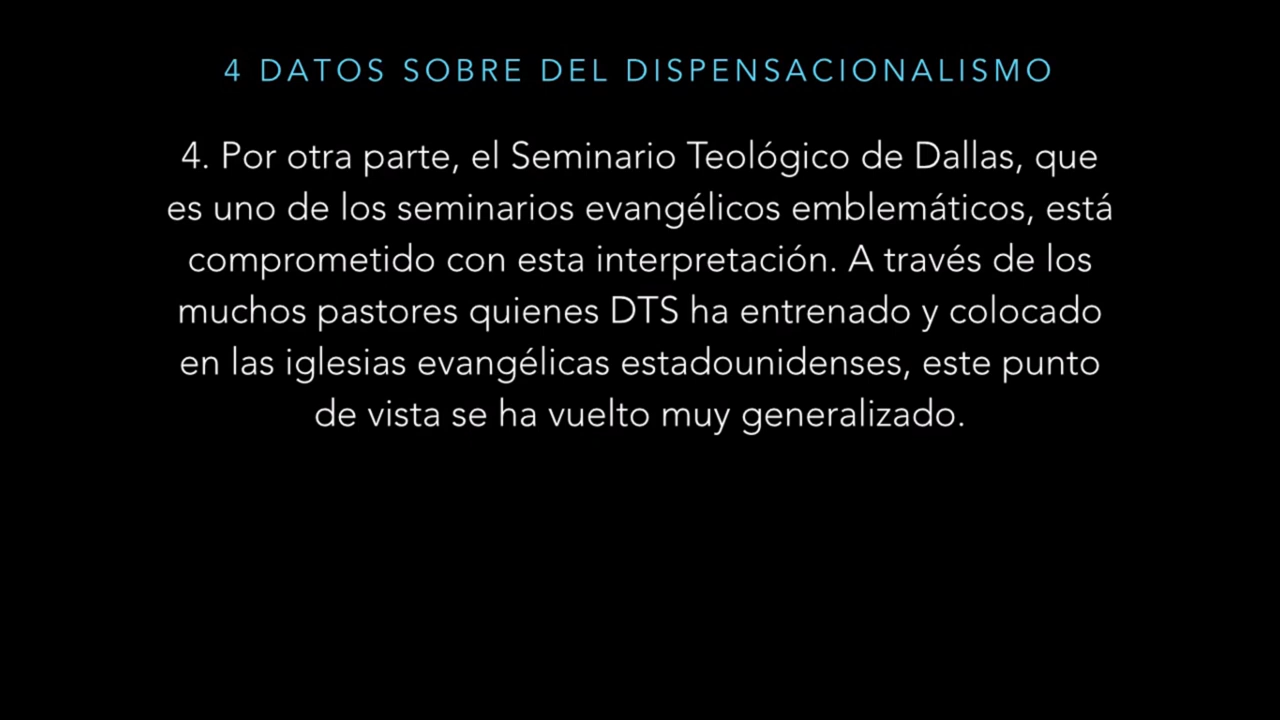 4 DATOS SOBRE DEL DISPENSACIONALISMO
4. Por otra parte, el Seminario Teológico de Dallas, que
es uno de los seminarios evangélicos emblemáticos, está
comprometido con esta interpretación. A través de los
muchos pastores quienes DTS ha entrenado y colocado
en las iglesias evangélicas estadounidenses, este punto
de vista se ha vuelto muy generalizado.